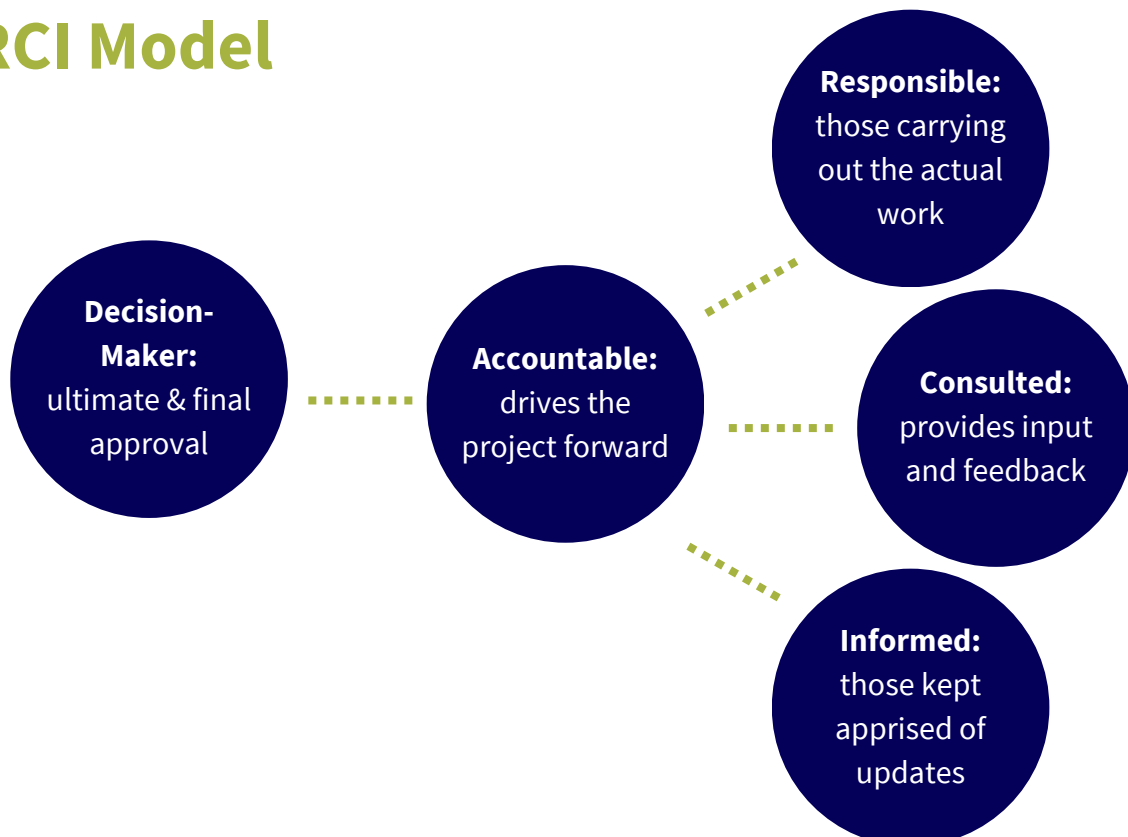 RCI Model
Responsible:
those carrying
out the actual
work
Decision-
Maker:
ultimate & final
approval
Accountable:
drives the
project forward
Consulted:
provides input
and feedback
Informed:
those kept
apprised of
updates